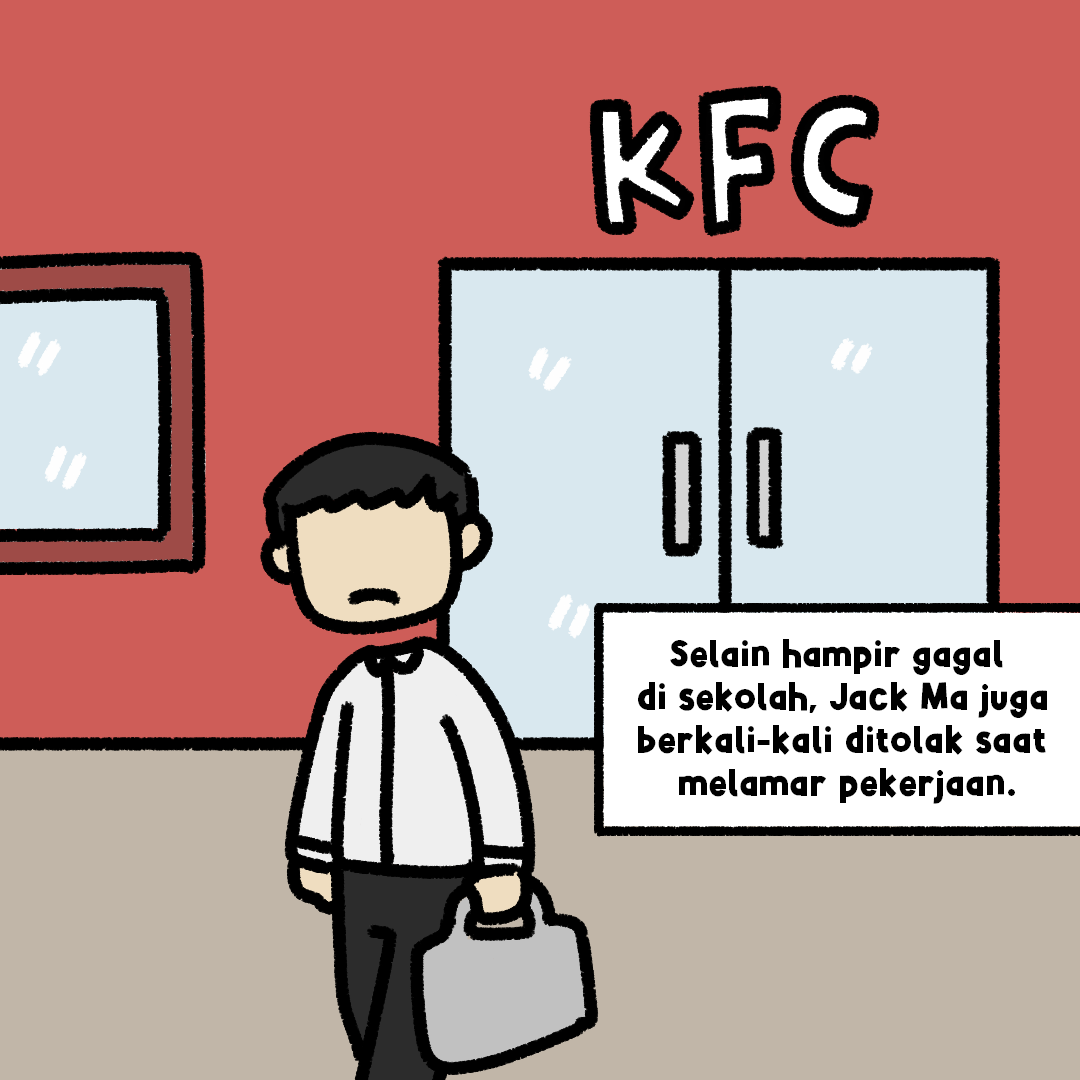 KFC
Selain hampir gagal
di sekolah, Jack Ma juga
berkali-kali ditolak saat
melamar pekerjaan.